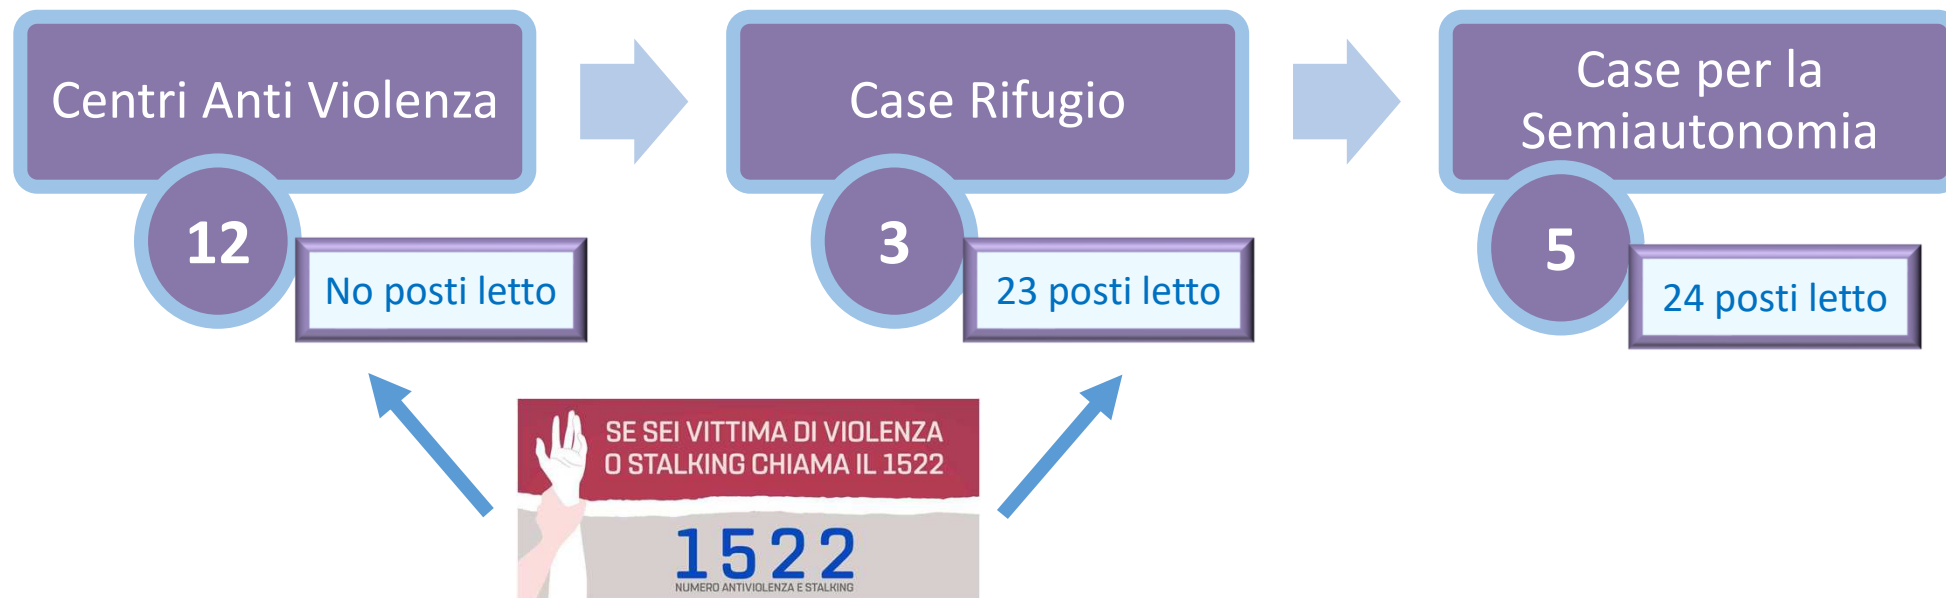 Centri Anti Violenza
12
No posti letto
Case Rifugio
3
23 posti letto
Case per la
Semiautonomia
5
24 posti letto
SE SEI VITTIMA DI VIOLENZA
O STALKING CHIAMA IL 1522
1522
NUMERO ANTIVIOLENZA E STALKING